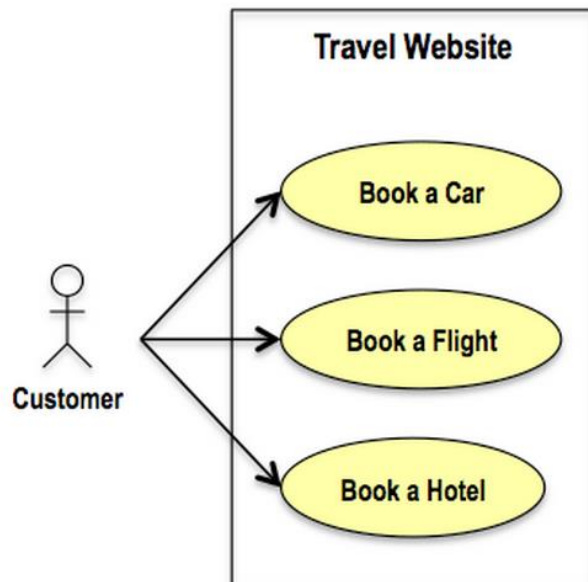 Travel Website
Book a Car
Book a Flight
Customer
Book a Hotel